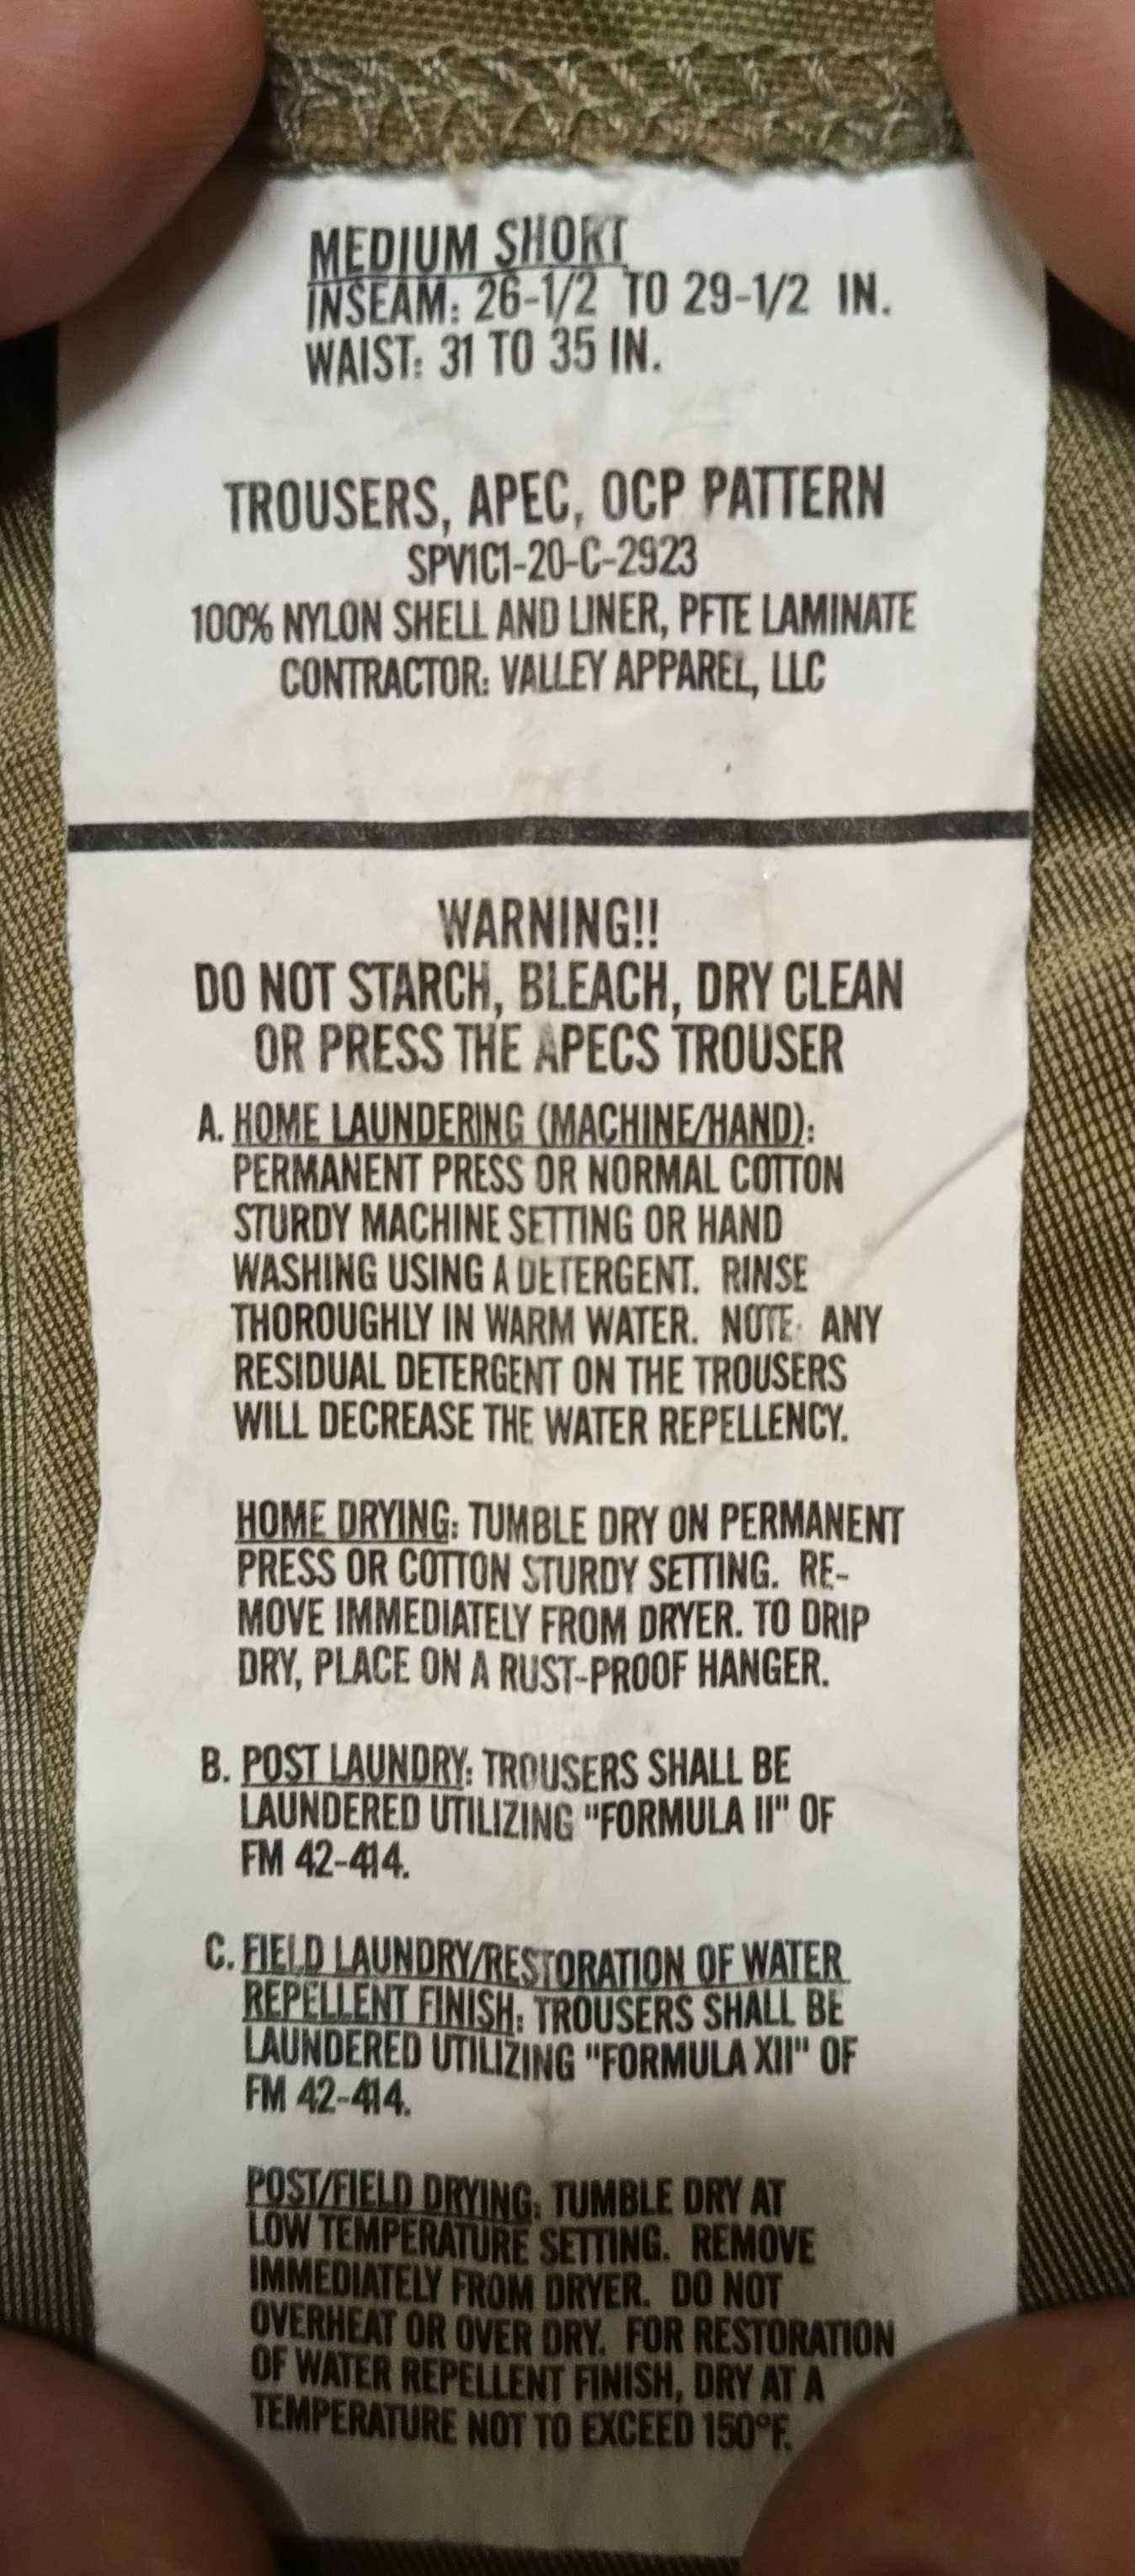 MEDIUM SHORT
INSEAM: 26-1/2 TO 29-1/2 IN.
WAIST: 31 TO 35 IN.
TROUSERS, APEC, OCP PATTERN
SPV1C1-20-C-2923
100% NYLON SHELL AND LINER, PFTE LAMINATE
CONTRACTOR: VALLEY APPAREL, LLC
WARNING!!
DO NOT STARCH, BLEACH, DRY CLEAN
OR PRESS THE APECS TROUSER
A. HOME LAUNDERING (MACHINE/HAND):
PERMANENT PRESS OR NORMAL COTTON
STURDY MACHINE SETTING OR HAND
WASHING USING A DETERGENT. RINSE
THOROUGHLY IN WARM WATER. NOTE: ANY
RESIDUAL DETERGENT ON THE TROUSERS
WILL DECREASE THE WATER REPELLENCY.
HOME DRYING: TUMBLE DRY ON PERMANENT
PRESS OR COTTON STURDY SETTING. RE-
MOVE IMMEDIATELY FROM DRYER. TO DRIP
DRY, PLACE ON A RUST-PROOF HANGER.
B. POST LAUNDRY: TROUSERS SHALL BE
LAUNDERED UTILIZING "FORMULA II" OF
FM 42-414.
C. FIELD LAUNDRY/RESTORATION OF WATER
REPELLENT FINISH: TROUSERS SHALL BE
LAUNDERED UTILIZING "FORMULA XII" OF
FM 42-414.
POST/FIELD DRYING: TUMBLE DRY AT
LOW TEMPERATURE SETTING. REMOVE
IMMEDIATELY FROM DRYER. DO NOT
OVERHEAT OR OVER DRY. FOR RESTORATION
OF WATER REPELLENT FINISH, DRY AT A
TEMPERATURE NOT TO EXCEED 150°F.